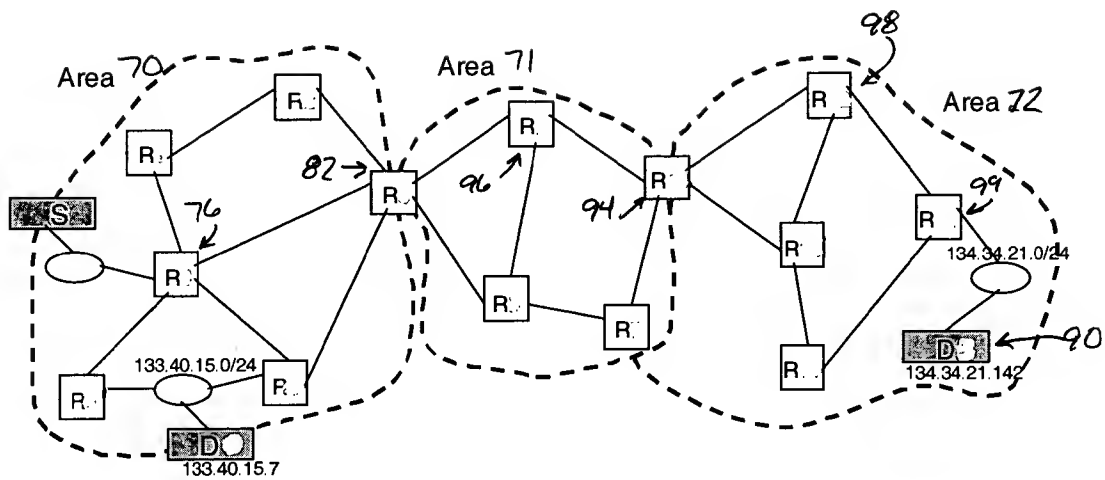 Area 70
Area 71
98
Area 72
R
R
82
96
R
R
94
R
R
99
S
76
R
R
R
134.34.21.0/24
R
R
D
90
134.34.21.142
R
133.40.15.0/24
R
R
D
133.40.15.7